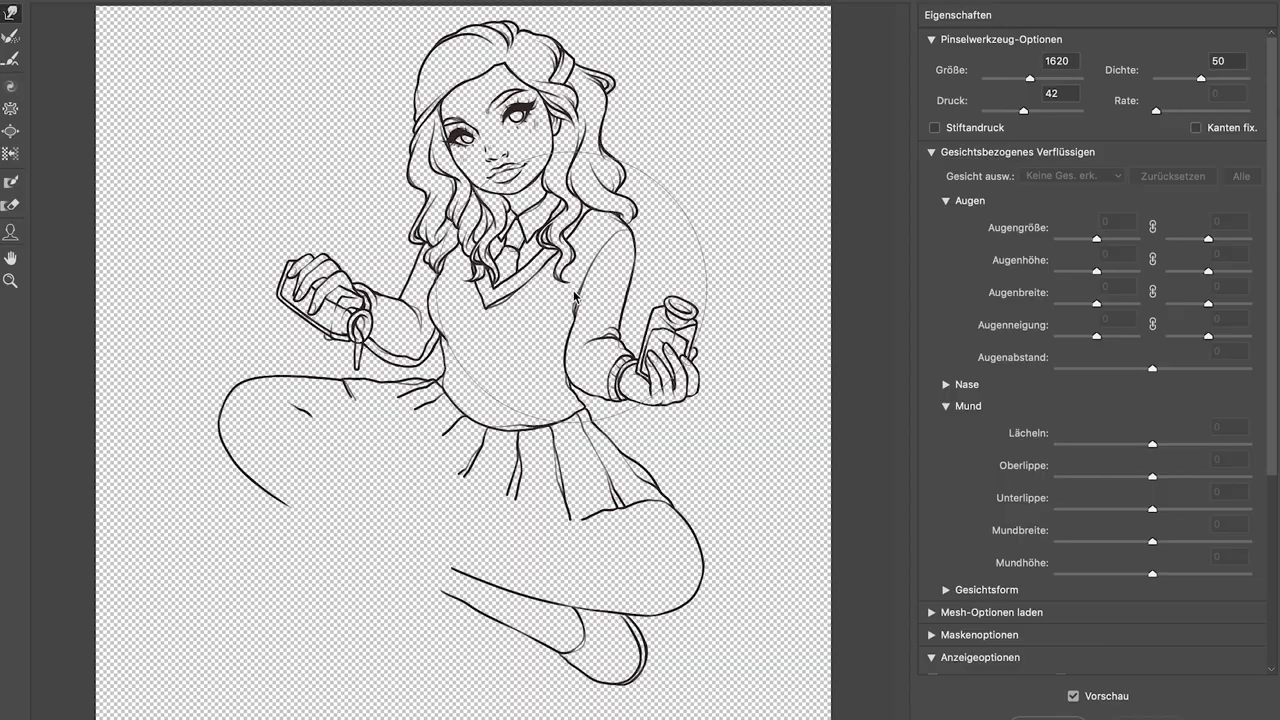 Eigenschaften
Pinselwerkzeug-Optionen
Größe: 1620 Dichte: 50
Druck: 42 Rate: 0
Stiftandruck Kanten fix.
Gesichtsbezogenes Verflüssigen
Gesicht ausw.: Keine Ges. erk. Zurücksetzen Alle
Augen
Augengröße: 0 0
Augenhöhe: 0 0
Augenbreite: 0 0
Augenneigung: 0 0
Augenabstand: 0
Nase
Mund
Lächeln: 0
Oberlippe: 0
Unterlippe: 0
Mundbreite: 0
Mundhöhe: 0
Gesichtsform
Mesh-Optionen laden
Maskenoptionen
Anzeigeoptionen
Vorschau